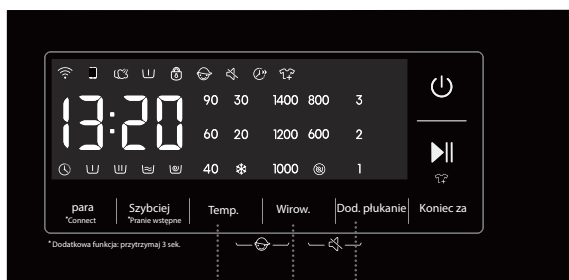 13:20
90 30 1400 800 3
60 20 1200 600 2
40 1000 1
para
*Connect
Szybciej
*Pranie wstępne
Temp.
Wirow.
Dod. płukanie
Koniec za
* Dodatkowa funkcja: przytrzymaj 3 sek.